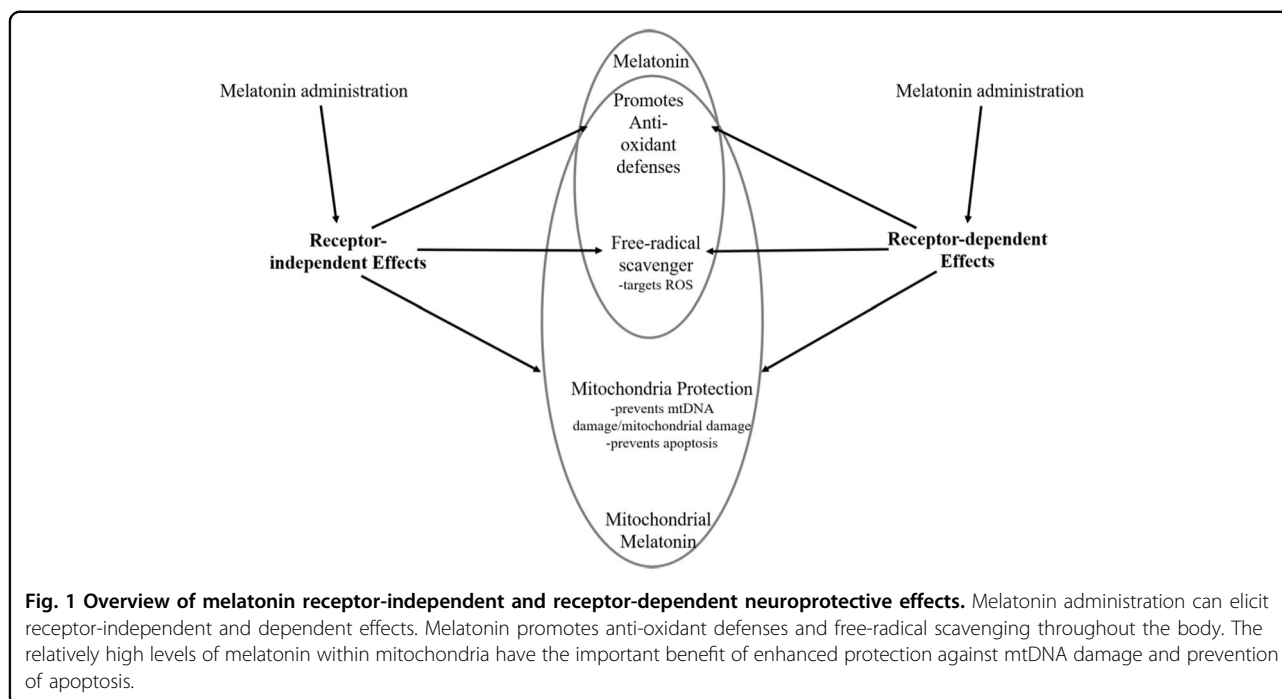 Melatonin
Melatonin administration
Melatonin administration
Promotes
Anti-
oxidant
defenses
Receptor-
independent Effects
Free-radical
scavenger
-targets ROS
Receptor-dependent
Effects
Mitochondria Protection
-prevents mtDNA
damage/mitochondrial damage
-prevents apoptosis
Mitochondrial
Melatonin
Fig. 1 Overview of melatonin receptor-independent and receptor-dependent neuroprotective effects. Melatonin administration can elicit
receptor-independent and dependent effects. Melatonin promotes anti-oxidant defenses and free-radical scavenging throughout the body. The
relatively high levels of melatonin within mitochondria have the important benefit of enhanced protection against mtDNA damage and prevention
of apoptosis.